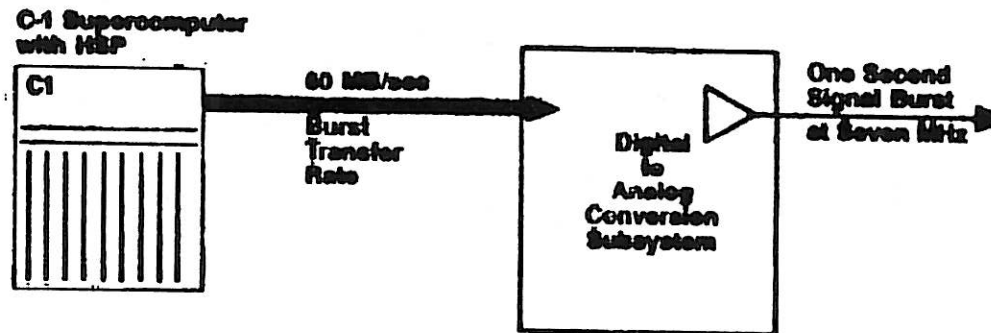 C-1 Supercomputer
with HSP
C1
60 MB/sec
Burst
Transfer
Rate
Digital
to
Analog
Conversion
Subsystem
One Second
Signal Burst
at Seven MHz